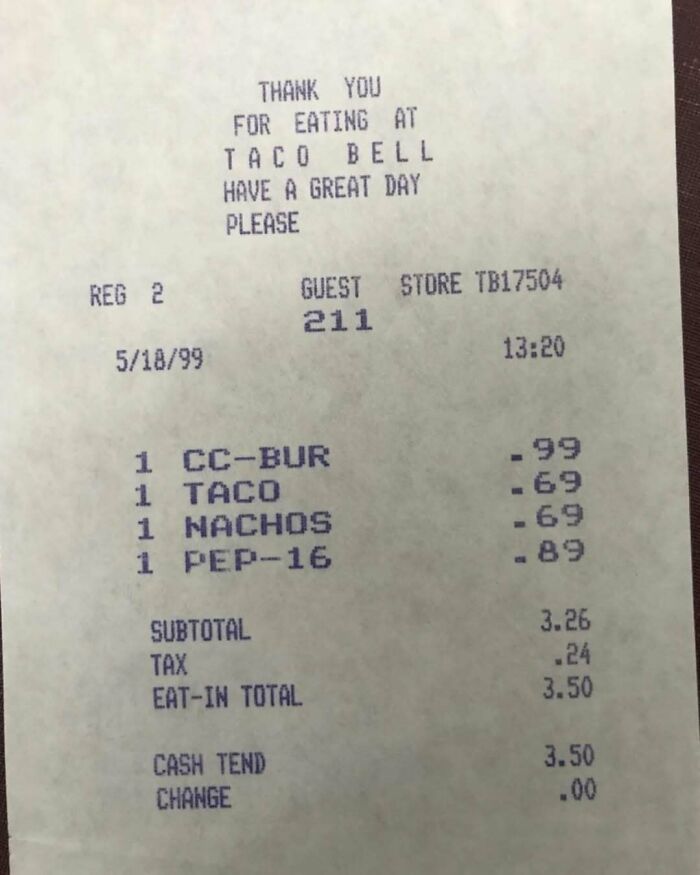 THANK YOU
FOR EATING AT
TACO BELL
HAVE A GREAT DAY
PLEASE
REG 2 GUEST STORE TB17504
211
5/18/99 13:20
1 CC-BUR .99
1 TACO .69
1 NACHOS .69
1 PEP-16 .89
SUBTOTAL 3.26
TAX .24
EAT-IN TOTAL 3.50
CASH TEND 3.50
CHANGE .00